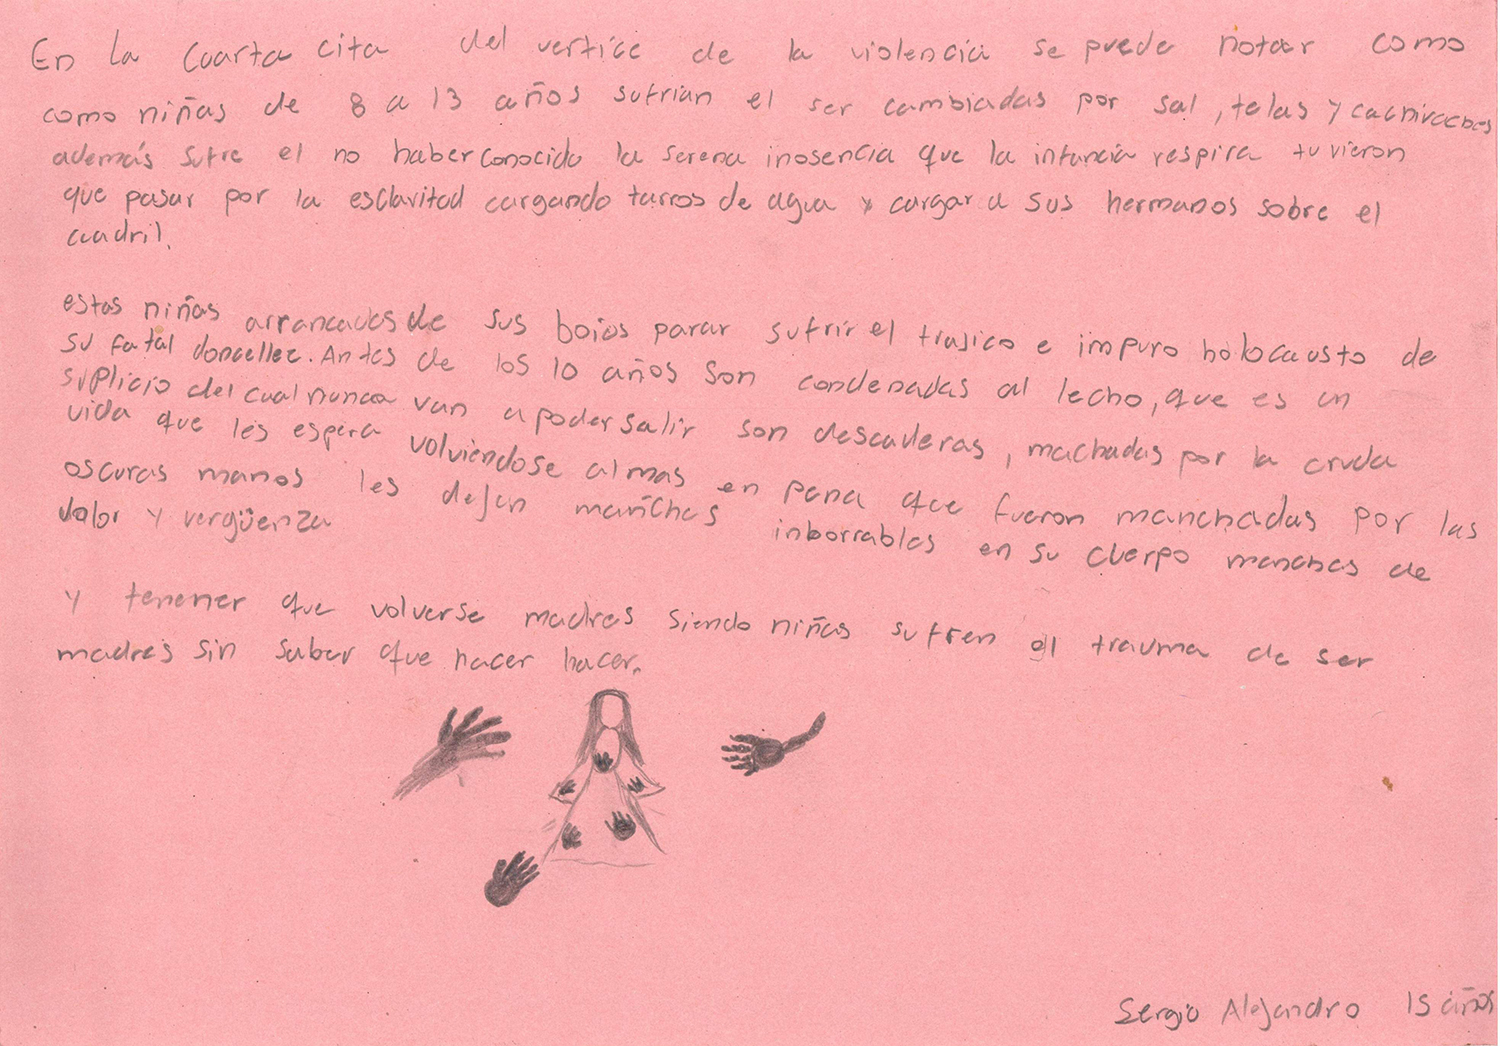 En la cuarta cita del vertice de la violencia se puede notar como
como niñas de 8 a 13 años sufrian el ser cambiadas por sal, telas y cachivaches
además sufre el no haber conocido la serena inosencia que la infancia respira tuvieron
que pasar por la esclavitud cargando tarros de agua y cargar a sus hermanos sobre el
cuadril.
estas niñas arrancadas de sus boios parar sufrir el trajico e impuro holocausto de
su fatal doncellez. Antes de los 10 años son condenadas al lecho, que es un
suplicio del cual nunca van a poder salir son descaderas, machadas por la cruda
vida que les espera volviendose almas en pena que fueron manchadas por las
oscuras manos les dejan manchas inborrables en su cuerpo manchas de
dolor y vergüenza
y tenener que volverse madres siendo niñas sufren el trauma de ser
madres sin saber que hacer hacer.
Sergio Alejandro 15 años